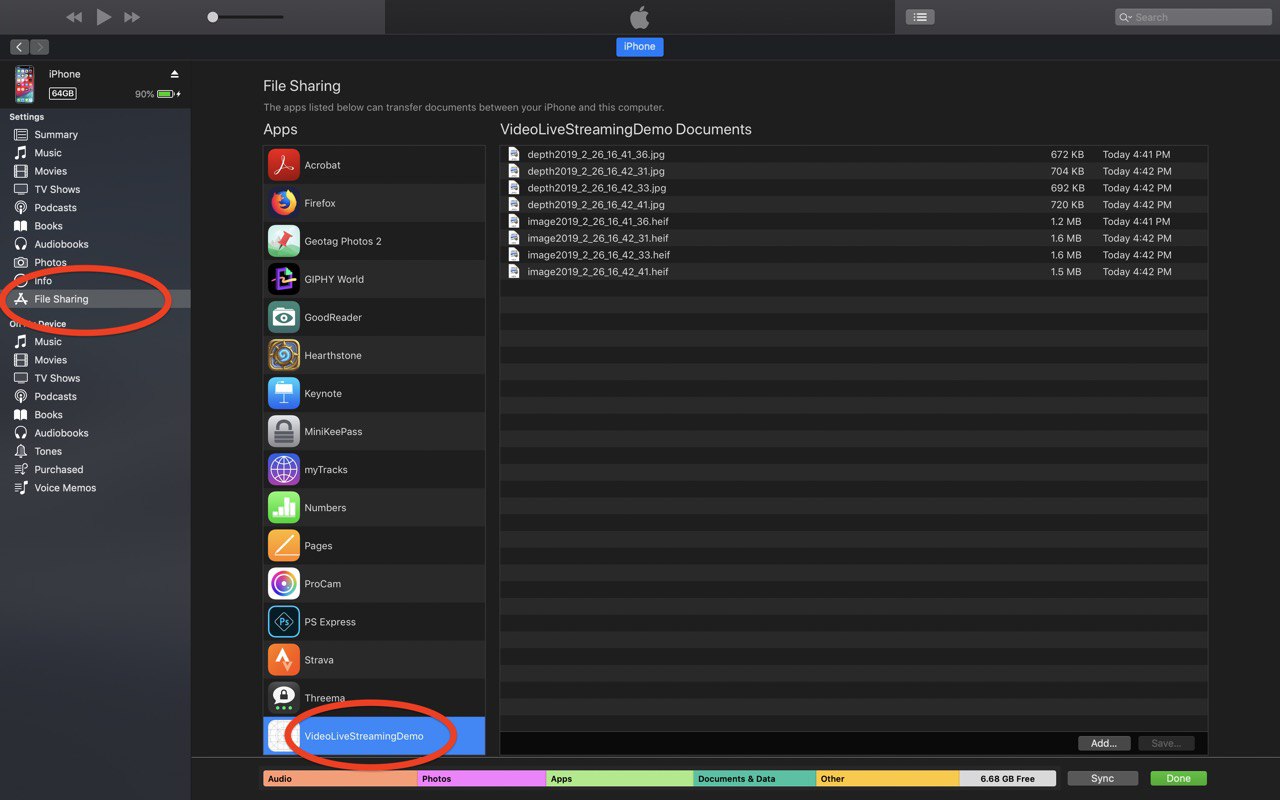 Search
iPhone
iPhone
64GB
90%
Settings
Summary
Music
Movies
TV Shows
Podcasts
Books
Audiobooks
Photos
Info
File Sharing
On My Device
Music
Movies
TV Shows
Podcasts
Books
Audiobooks
Tones
Purchased
Voice Memos
File Sharing
The apps listed below can transfer documents between your iPhone and this computer.
Apps
Acrobat
Firefox
Geotag Photos 2
GIPHY World
GoodReader
Hearthstone
Keynote
MiniKeePass
myTracks
Numbers
Pages
ProCam
Ps
PS Express
Strava
Threema
VideoLiveStreamingDemo
VideoLiveStreamingDemo Documents
depth2019_2_26_16_41_36.jpg 672 KB Today 4:41 PM
depth2019_2_26_16_42_31.jpg 704 KB Today 4:42 PM
depth2019_2_26_16_42_33.jpg 692 KB Today 4:42 PM
depth2019_2_26_16_42_41.jpg 720 KB Today 4:42 PM
image2019_2_26_16_41_36.heif 1.2 MB Today 4:41 PM
image2019_2_26_16_42_31.heif 1.6 MB Today 4:42 PM
image2019_2_26_16_42_33.heif 1.6 MB Today 4:42 PM
image2019_2_26_16_42_41.heif 1.5 MB Today 4:42 PM
Add... Save...
Audio Photos Apps Documents & Data Other 6.68 GB Free Sync Done